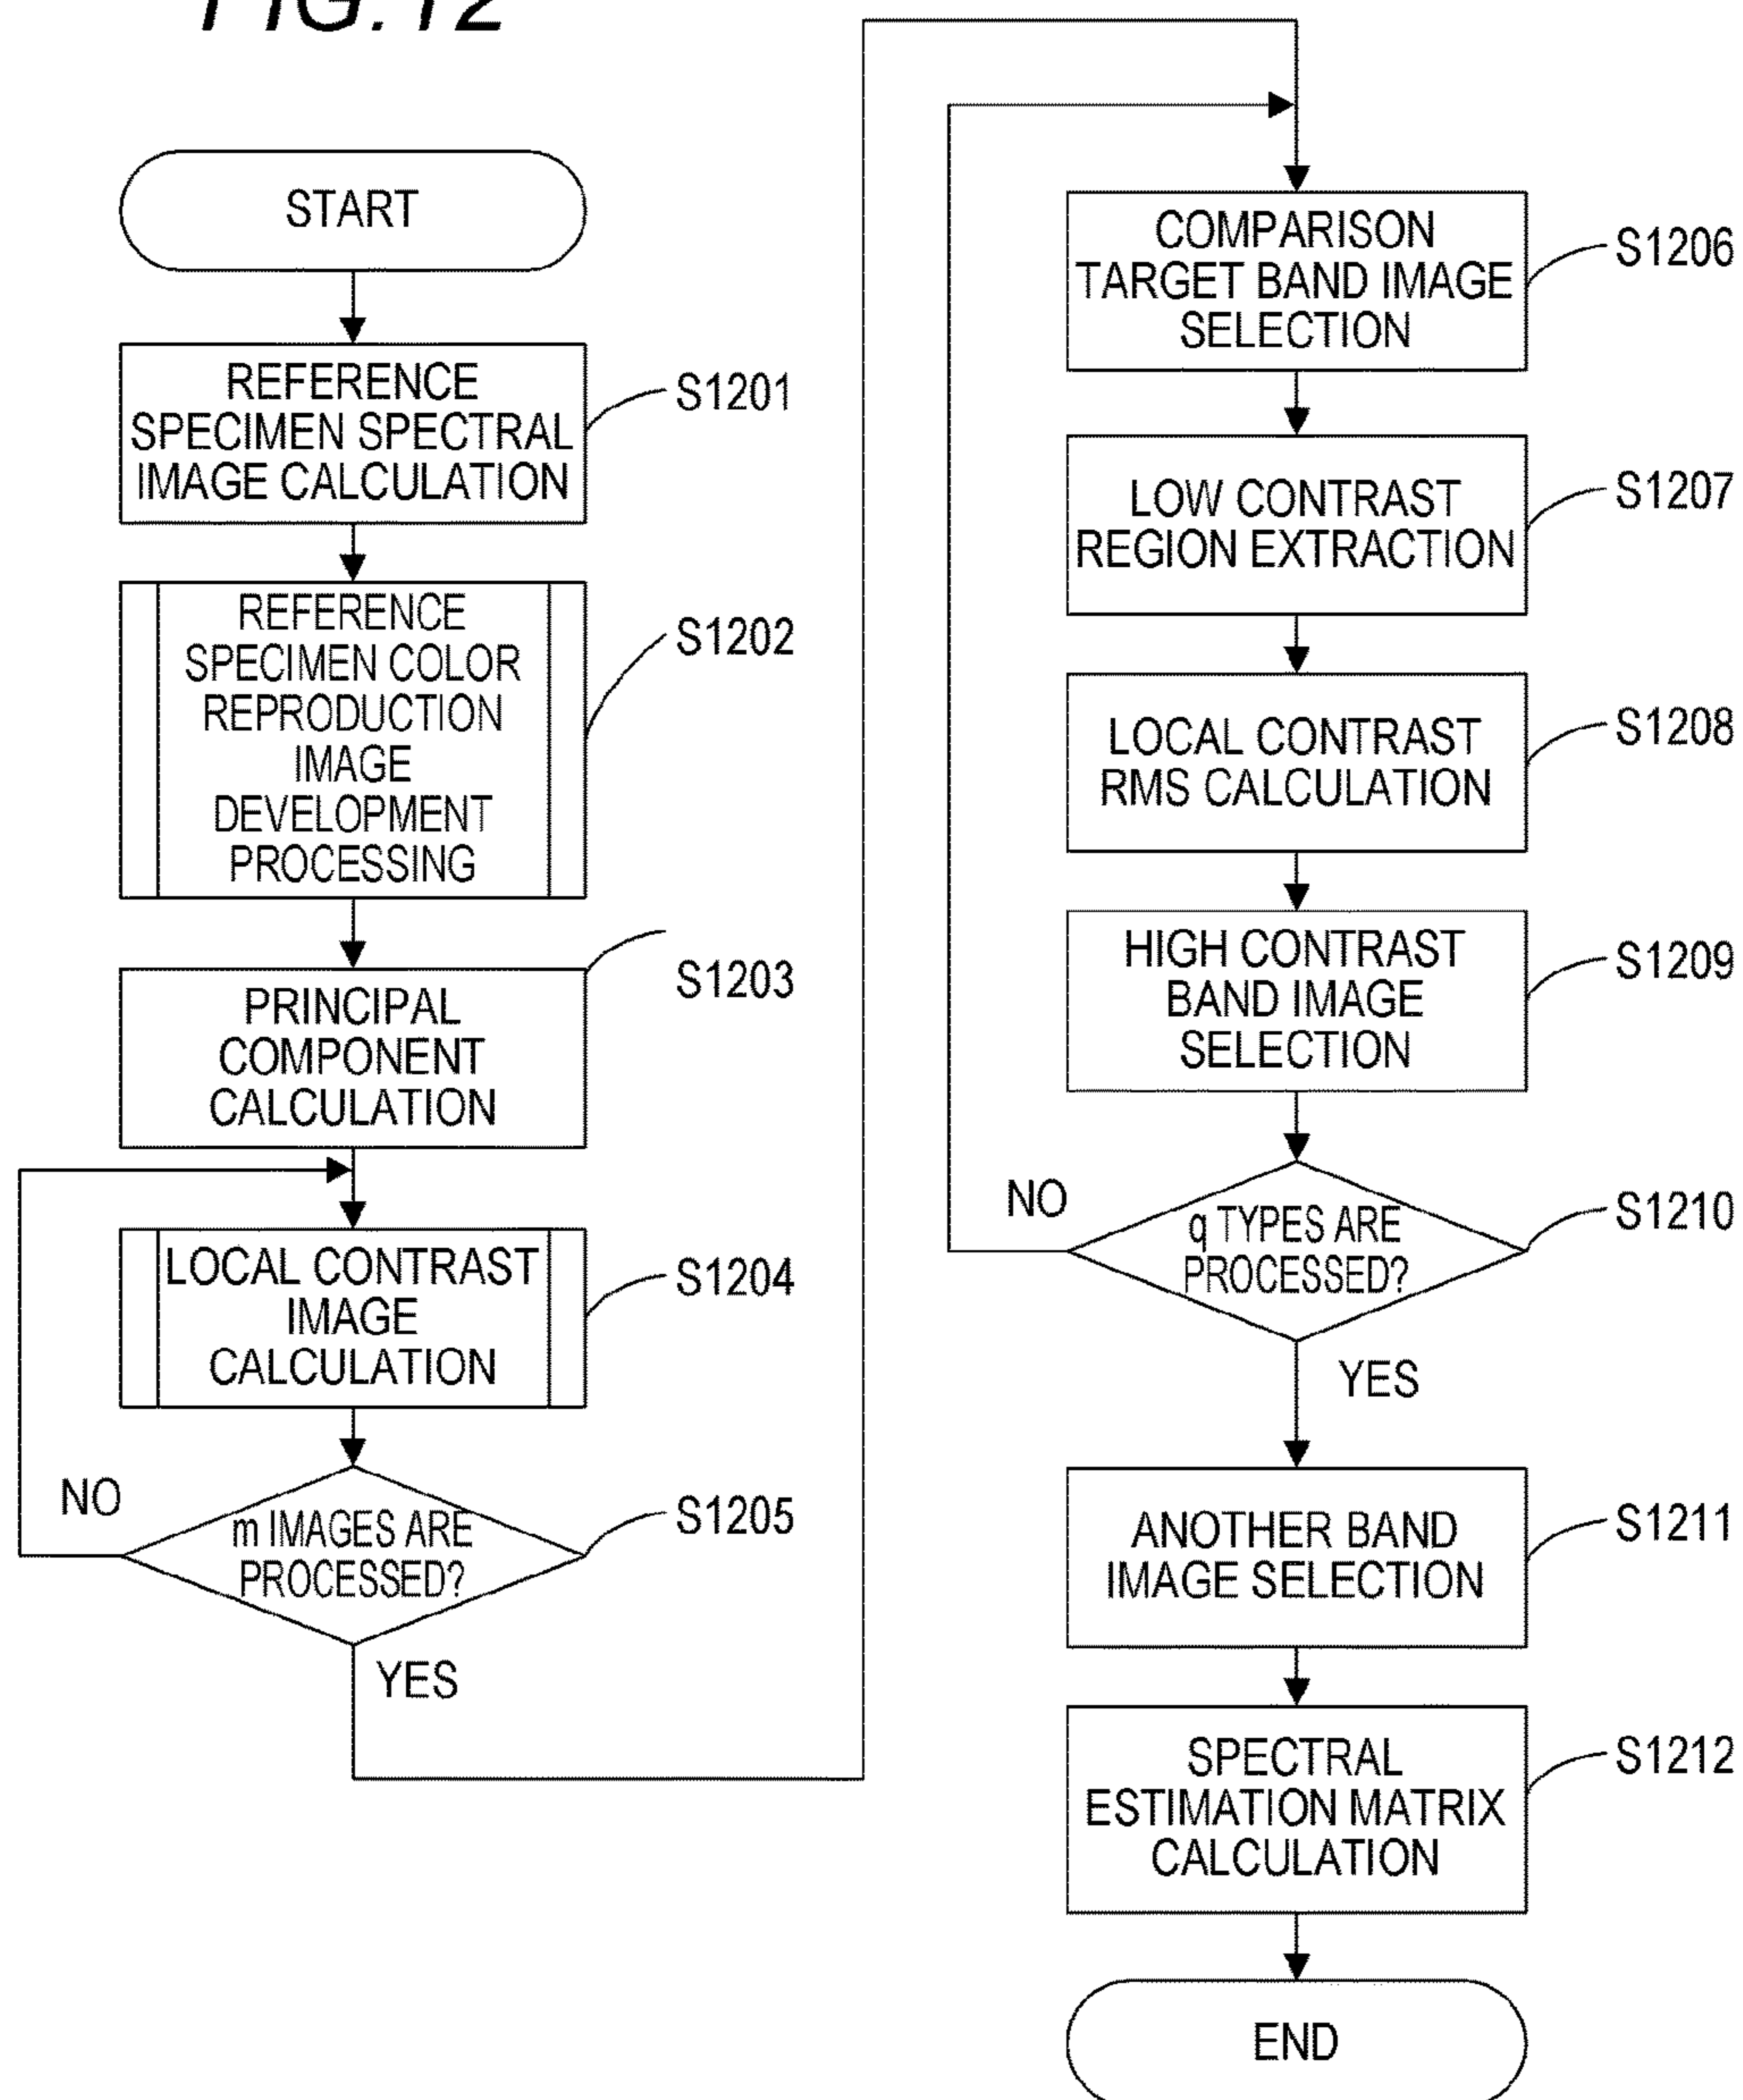 FIG.12
START
REFERENCE
SPECIMEN SPECTRAL
IMAGE CALCULATION
S1201
REFERENCE
SPECIMEN COLOR
REPRODUCTION
IMAGE
DEVELOPMENT
PROCESSING
S1202
PRINCIPAL
COMPONENT
CALCULATION
S1203
LOCAL CONTRAST
IMAGE
CALCULATION
S1204
m IMAGES ARE
PROCESSED?
S1205
NO
YES
COMPARISON
TARGET BAND IMAGE
SELECTION
S1206
LOW CONTRAST
REGION EXTRACTION
S1207
LOCAL CONTRAST
RMS CALCULATION
S1208
HIGH CONTRAST
BAND IMAGE
SELECTION
S1209
q TYPES ARE
PROCESSED?
S1210
NO
YES
ANOTHER BAND
IMAGE SELECTION
S1211
SPECTRAL
ESTIMATION MATRIX
CALCULATION
S1212
END